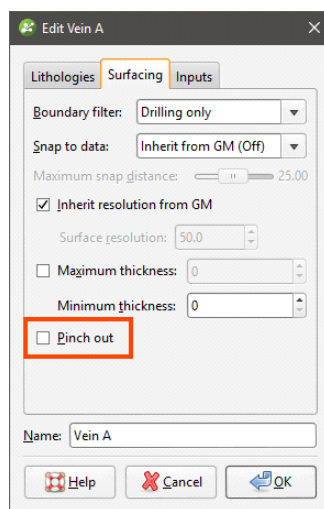 Edit Vein A
Lithologies Surfacing Inputs
Boundary filter: Drilling only
Snap to data: Inherit from GM (Off)
Maximum snap distance: 25.00
Inherit resolution from GM
Surface resolution: 50.0
Maximum thickness: 0
Minimum thickness: 0
Pinch out
Name: Vein A
Help Cancel OK